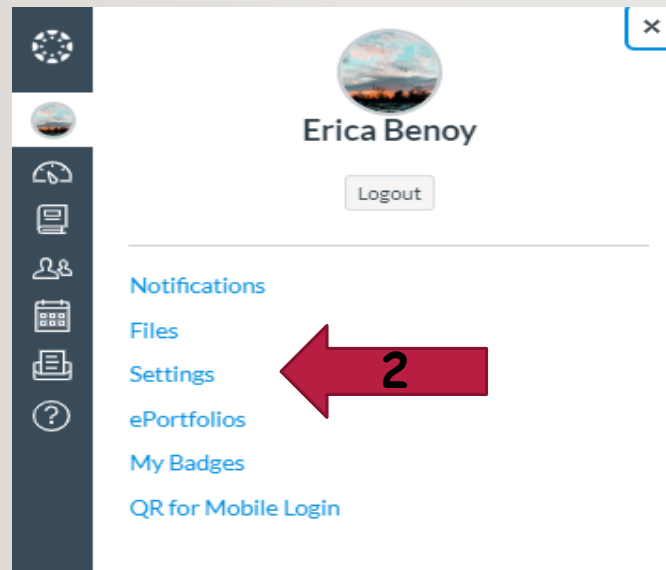 ×
Erica Benoy
Logout
Notifications
Files
Settings
2
ePortfolios
My Badges
QR for Mobile Login
?